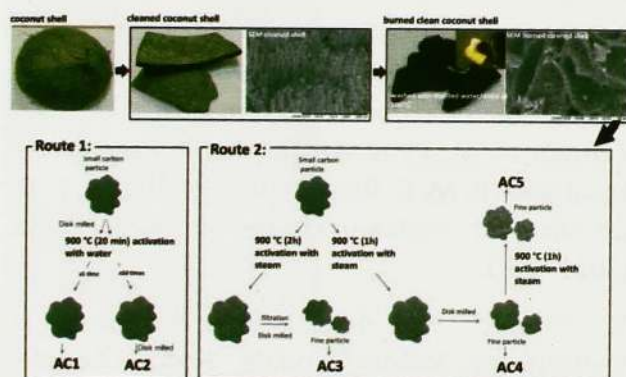 coconut shell
cleaned coconut shell
SEM cleaned shell
burned clean coconut shell
SEM burned cleaned shell
Route 1:
Small carbon
particle
Disk milled
900 °C (20 min) activation
with water
AC1
Disk milled
AC2
Route 2:
Small carbon
particle
900 °C (2h)
activation with
steam
900 °C (1h)
activation with
steam
filtration
Disk milled
Fine particle
AC3
Disk milled
Fine particle
AC4
900 °C (1h)
activation with
steam
Fine particle
AC5